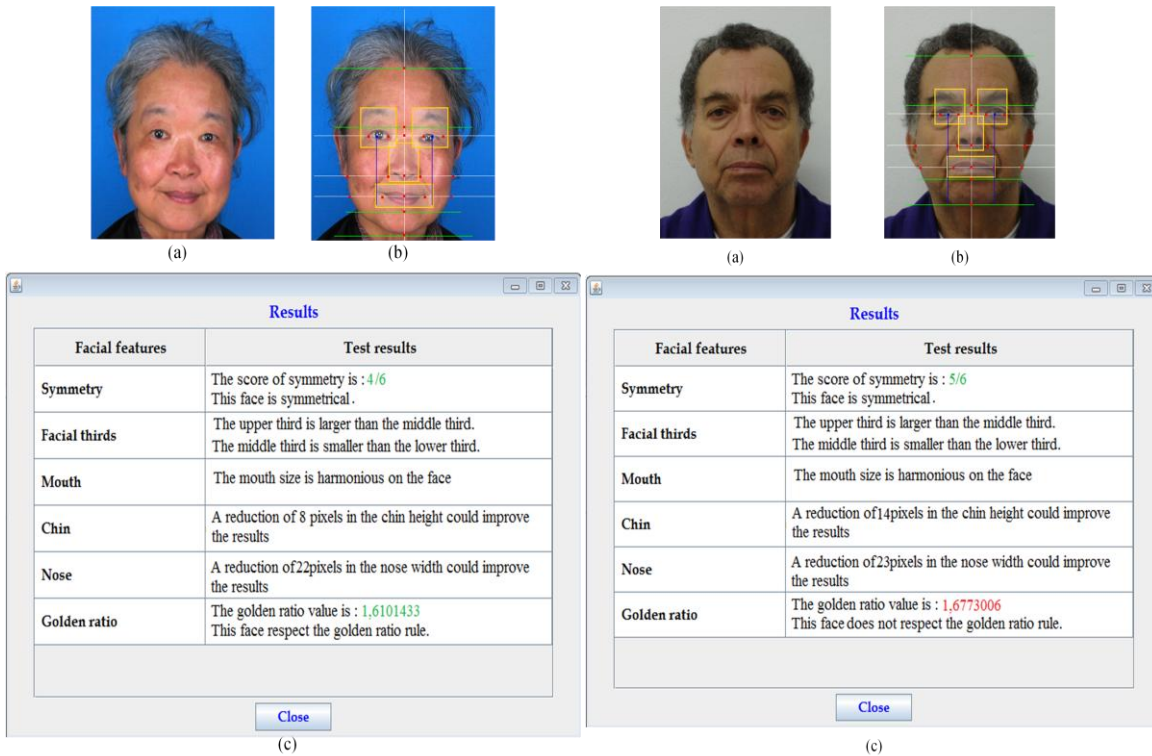 (a)
(b)
(a)
(b)
Results
Facial features
Test results
Symmetry
The score of symmetry is : 4/6
This face is symmetrical .
Facial thirds
The upper third is larger than the middle third.
The middle third is smaller than the lower third.
Mouth
The mouth size is harmonious on the face
Chin
A reduction of 8 pixels in the chin height could improve
the results
Nose
A reduction of22pixels in the nose width could improve
the results
Golden ratio
The golden ratio value is : 1,6101433
This face respect the golden ratio rule.
Close
(c)
Results
Facial features
Test results
Symmetry
The score of symmetry is : 5/6
This face is symmetrical .
Facial thirds
The upper third is larger than the middle third.
The middle third is smaller than the lower third.
Mouth
The mouth size is harmonious on the face
Chin
A reduction of14pixels in the chin height could improve
the results
Nose
A reduction of23pixels in the nose width could improve
the results
Golden ratio
The golden ratio value is : 1,6773006
This face does not respect the golden ratio rule.
Close
(c)